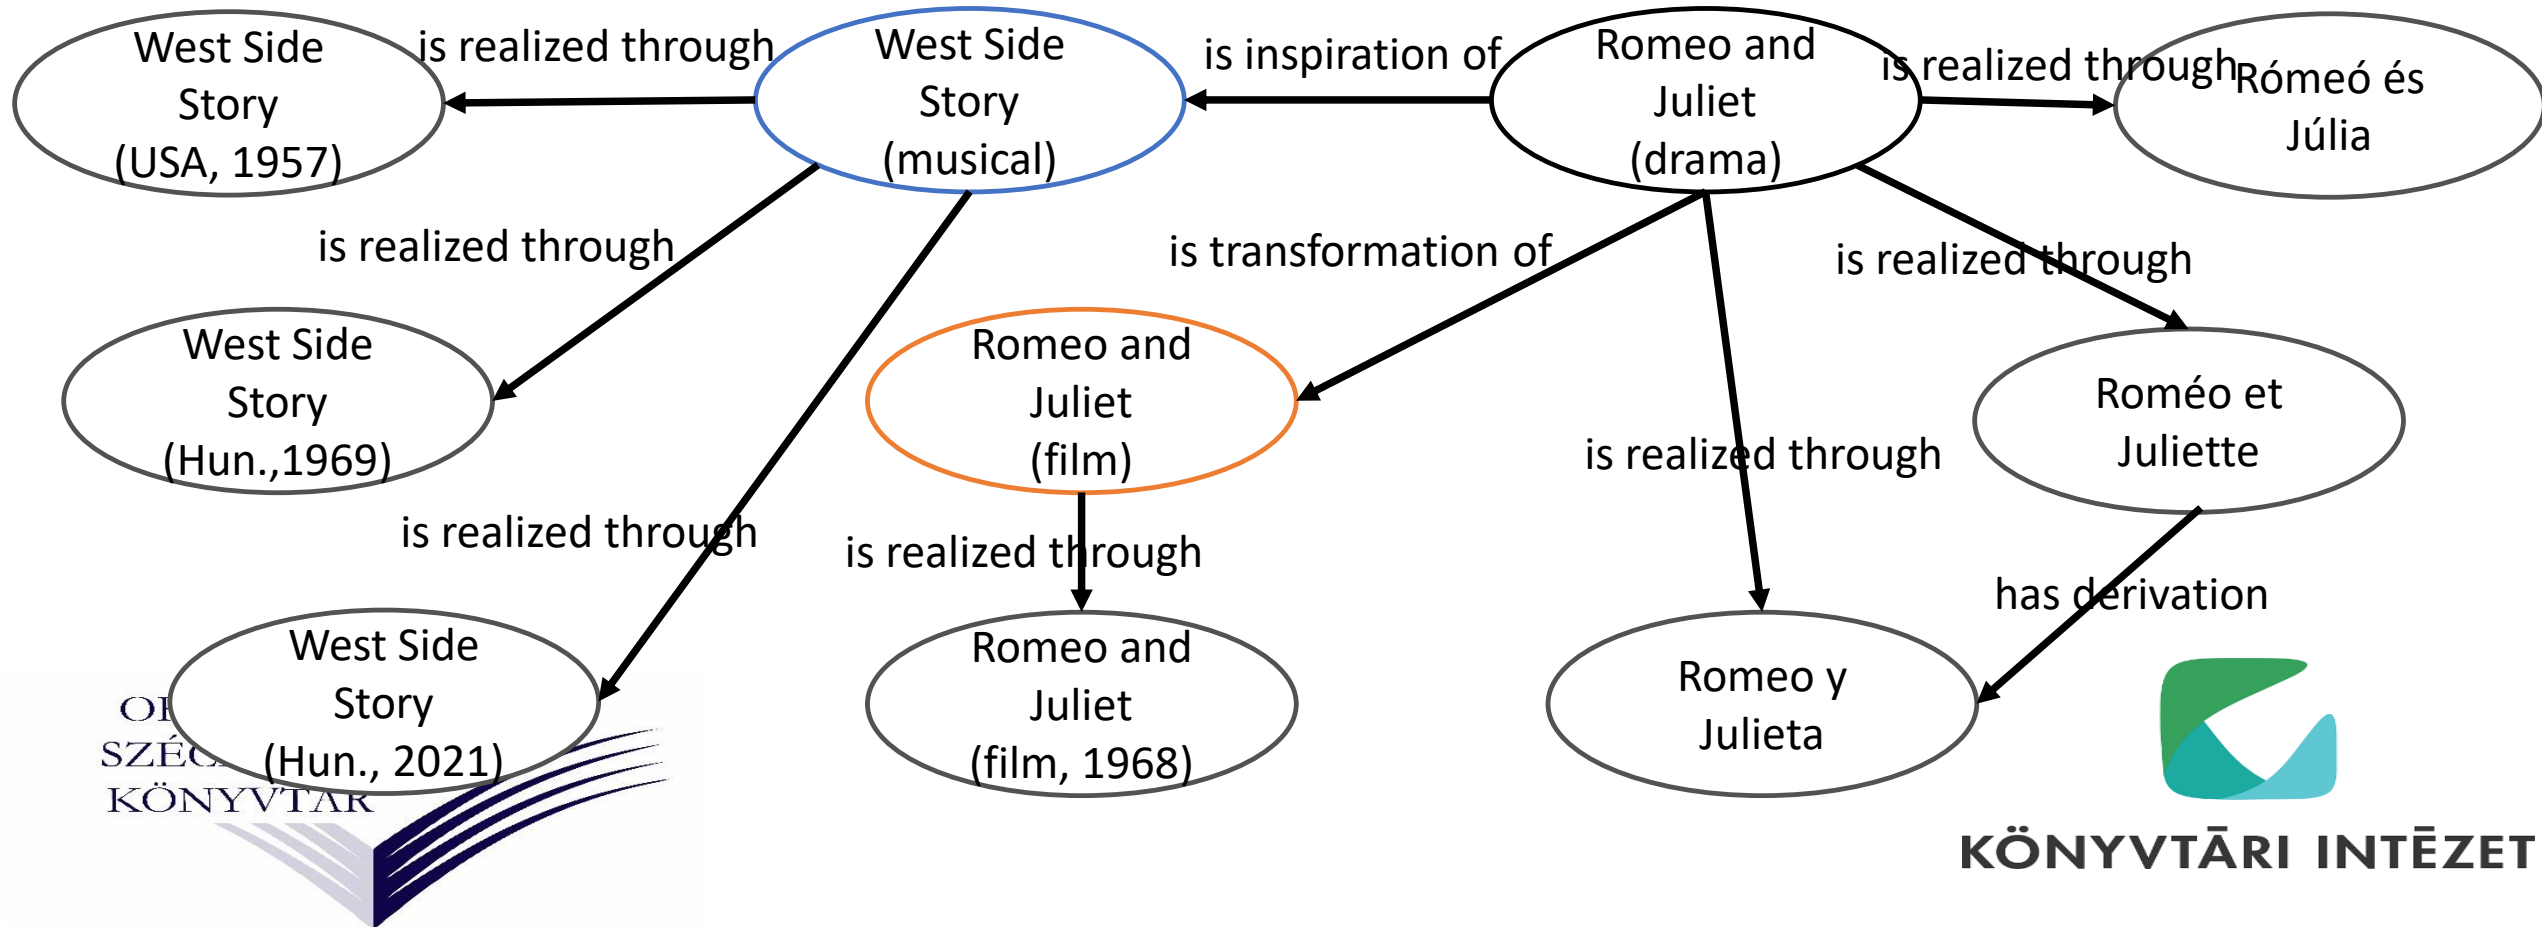 West Side
Story
(USA, 1957)
is realized through
West Side
Story
(musical)
is inspiration of
Romeo and
Juliet
(drama)
is realized through
Rómeó és
Júlia
is realized through
is transformation of
is realized through
West Side
Story
(Hun.,1969)
Romeo and
Juliet
(film)
is realized through
Roméo et
Juliette
is realized through
is realized through
has derivation
West Side
Story
(Hun., 2021)
Romeo and
Juliet
(film, 1968)
Romeo y
Julieta
KÖNYVTÁR
KÖNYVTĀRI INTĒZET